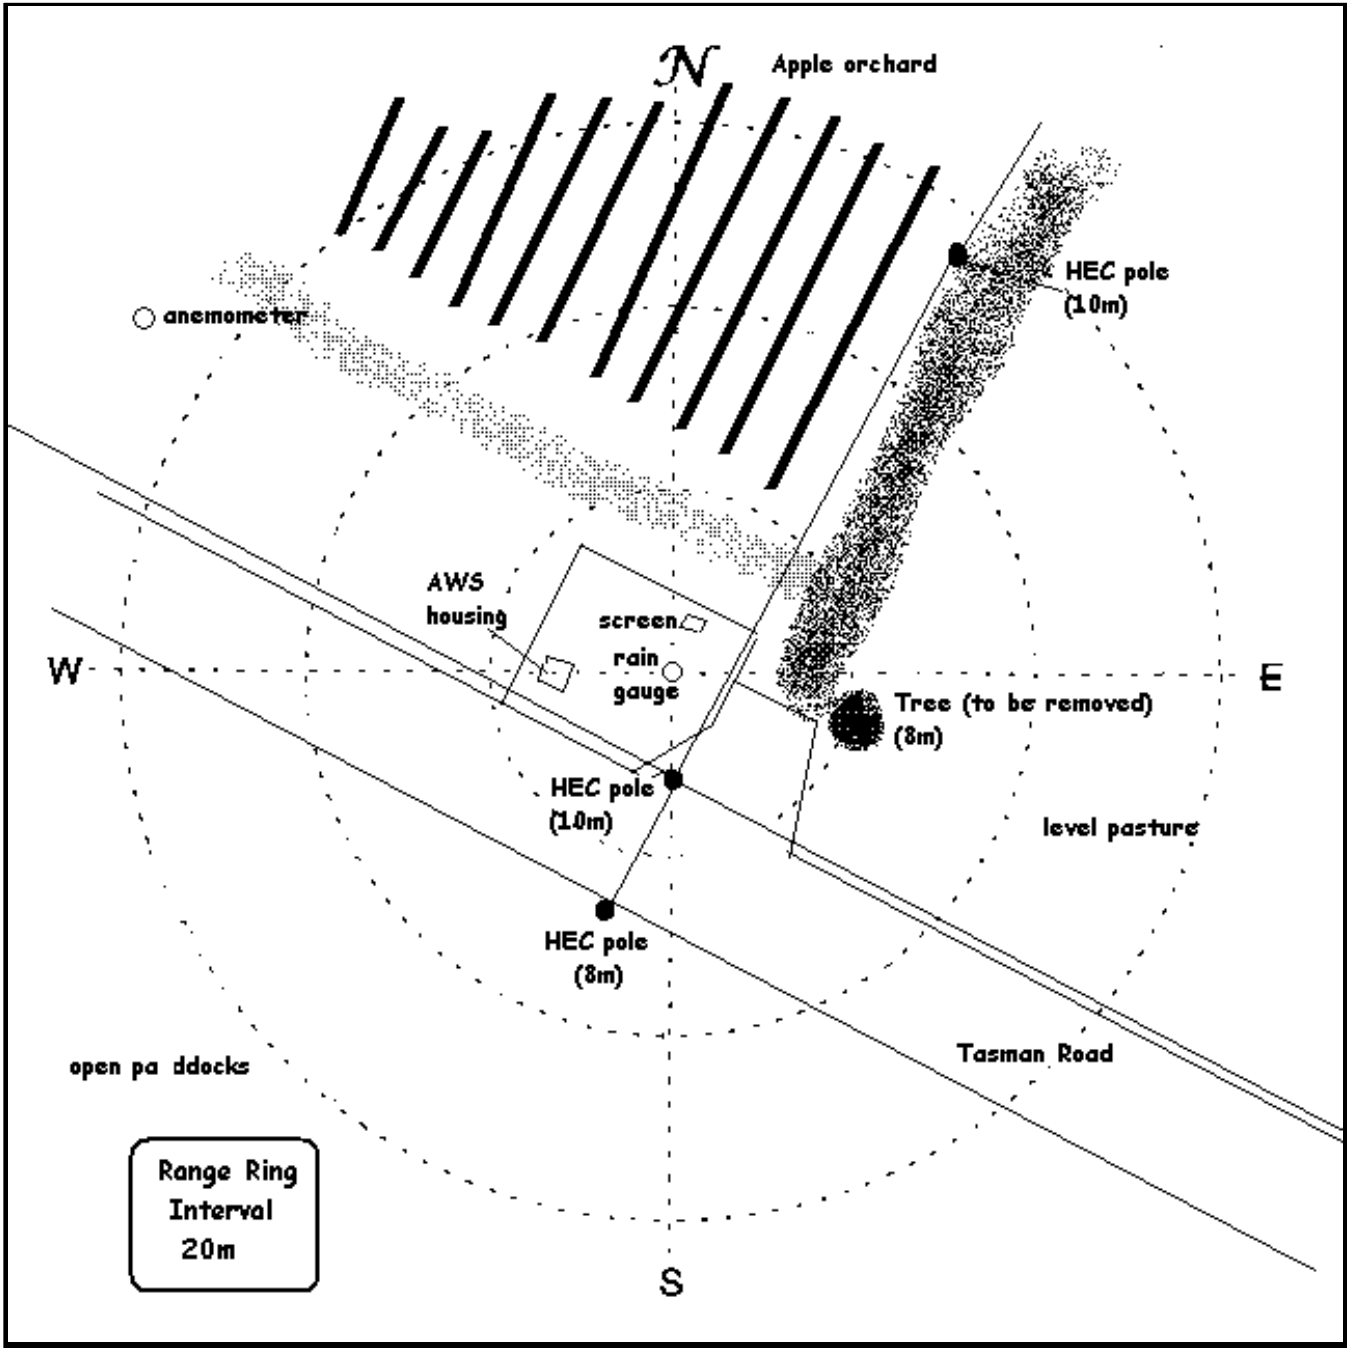 N
Apple orchard
HEC pole
(10m)
anemometer
AWS
housing
screen
rain
gauge
W
E
Tree (to be removed)
(8m)
HEC pole
(10m)
level pasture
HEC pole
(8m)
Tasman Road
open pa ddocks
Range Ring
Interval
20m
S